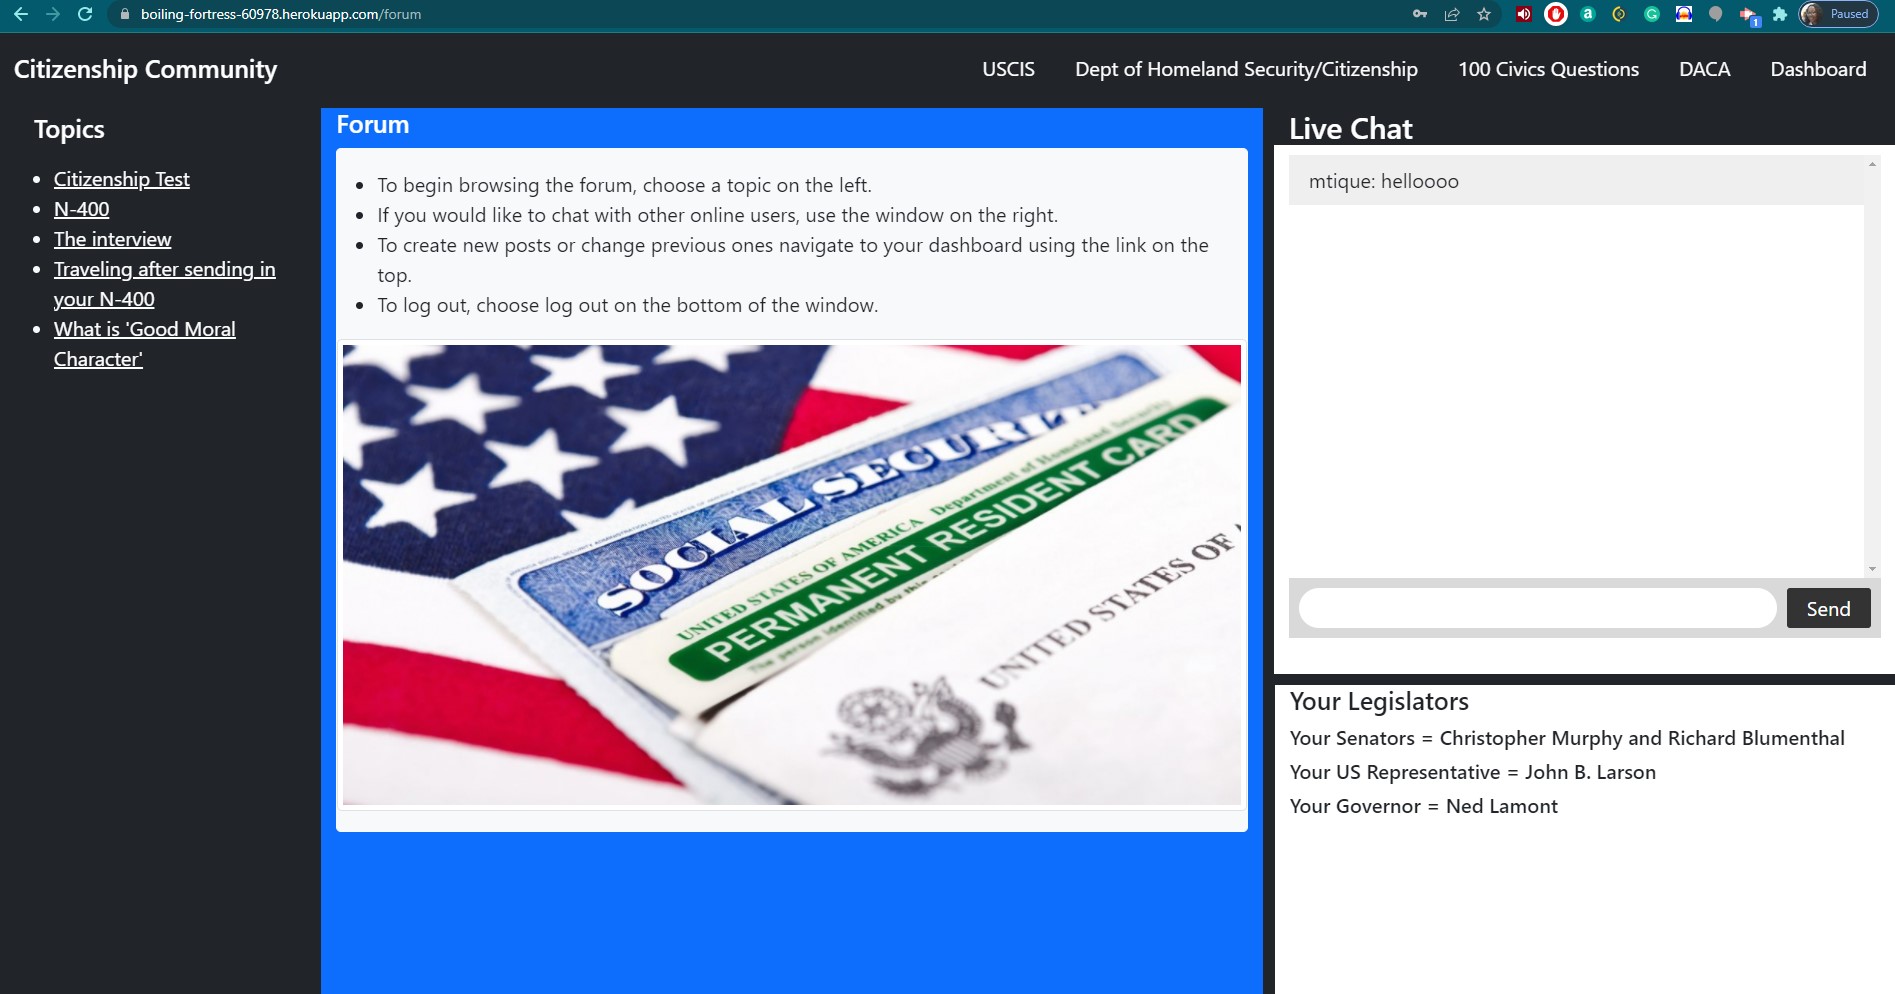 boiling-fortress-60978.herokuapp.com/forum
Paused
Citizenship Community
USCIS
Dept of Homeland Security/Citizenship
100 Civics Questions
DACA
Dashboard
Topics
Citizenship Test
N-400
The interview
Traveling after sending in
your N-400
What is 'Good Moral
Character'
Forum
To begin browsing the forum, choose a topic on the left.
If you would like to chat with other online users, use the window on the right.
To create new posts or change previous ones navigate to your dashboard using the link on the
top.
To log out, choose log out on the bottom of the window.
SOCIAL SECURIT
UNITED STATES OF AMERICA Department of Homeland Security
PERMANENT RESIDENT CARD
The person identified by this
UNITED STATES OF
Live Chat
mtique: helloooo
Send
Your Legislators
Your Senators = Christopher Murphy and Richard Blumenthal
Your US Representative = John B. Larson
Your Governor = Ned Lamont